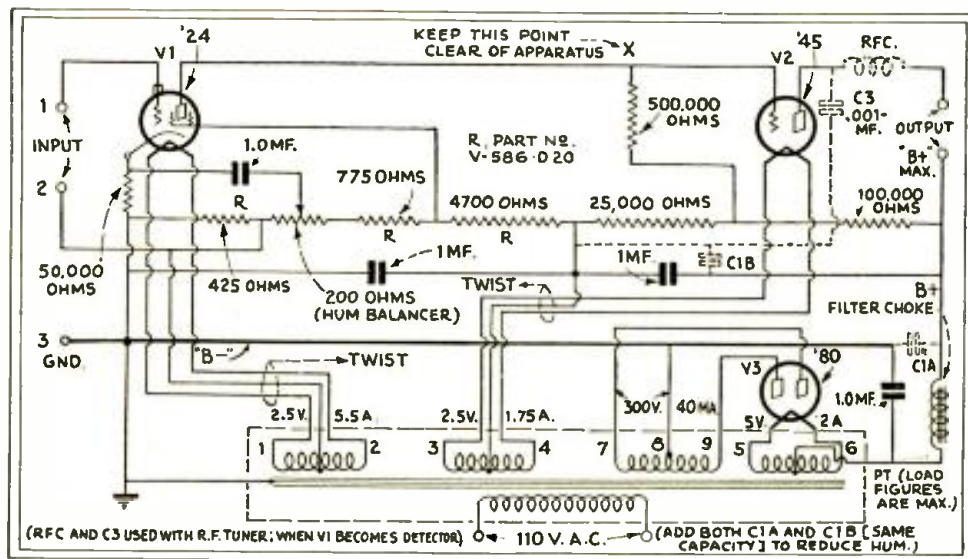 '24
V1
KEEP THIS POINT
CLEAR OF APPARATUS
X
V2
'45
RFC.
1
INPUT
2
1.0MF.
R, PART NO.
V-586-020
500,000
OHMS
C3
.001-
MF.
OUTPUT
"B+
MAX.
775 OHMS
R
R
4700 OHMS
R
25,000 OHMS
100,000
OHMS
50,000
OHMS
425 OHMS
200 OHMS
(HUM BALANCER)
1MF.
1MF.
C1B
TWIST
B+
FILTER CHOKE
3
GND.
"B-"
TWIST
V3
'80
C1A
1.0MF.
2.5V.
5.5A.
2.5V.
1.75A.
300V.
40 MA.
5V
2A
1
2
3
4
7
8
9
5
6
PT (LOAD
FIGURES
ARE MAX.)
(RFC AND C3 USED WITH R.F. TUNER; WHEN V1 BECOMES DETECTOR)
110 V. A.C.
(ADD BOTH C1A AND C1B [SAME
CAPACITY] TO REDUCE HUM.)